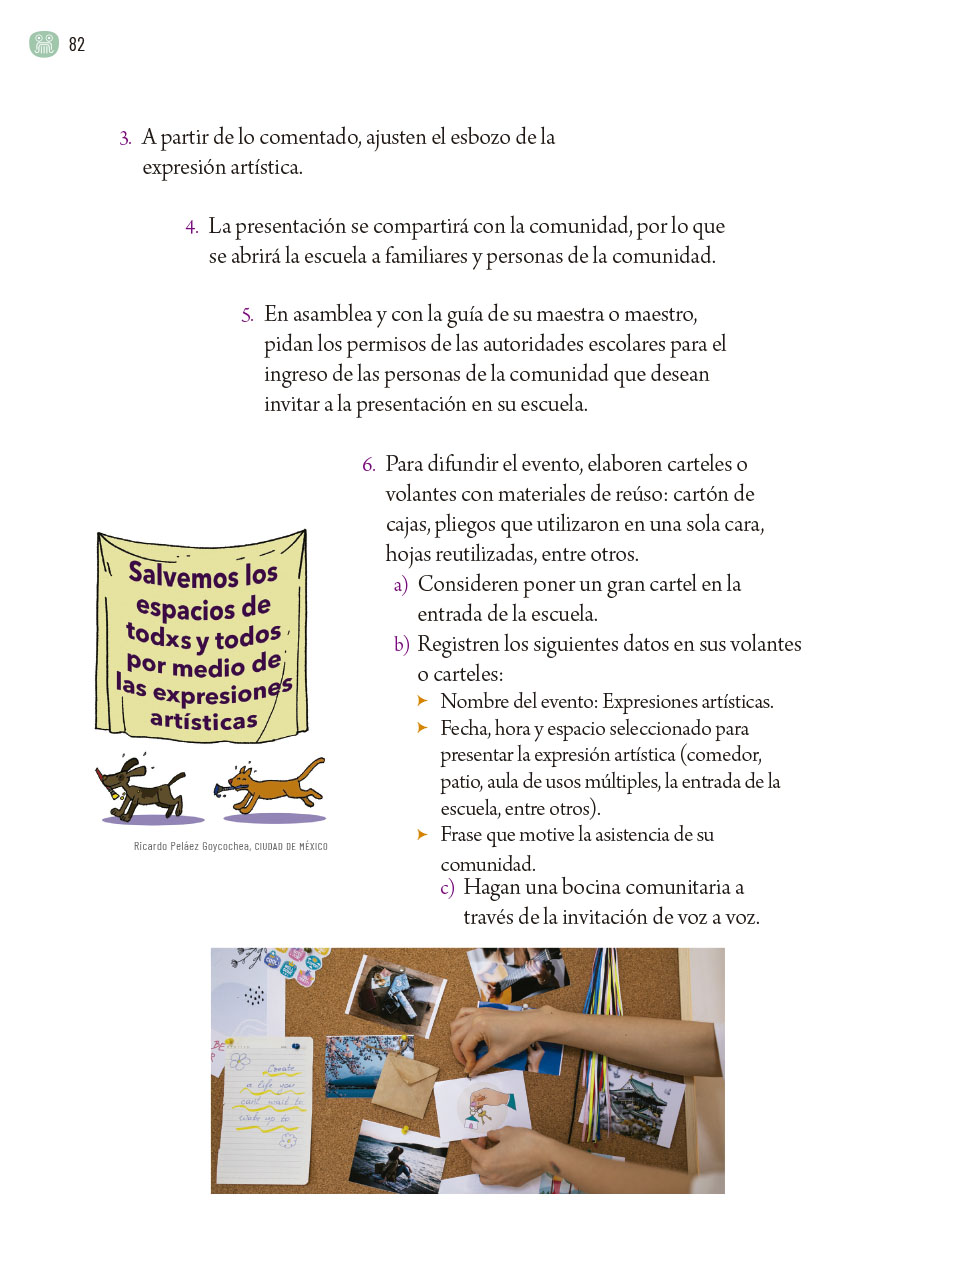 82
3. A partir de lo comentado, ajusten el esbozo de la
expresión artística.
4. La presentación se compartirá con la comunidad, por lo que
se abrirá la escuela a familiares y personas de la comunidad.
5. En asamblea y con la guía de su maestra o maestro,
pidan los permisos de las autoridades escolares para el
ingreso de las personas de la comunidad que desean
invitar a la presentación en su escuela.
6. Para difundir el evento, elaboren carteles o
volantes con materiales de reúso: cartón de
cajas, pliegos que utilizaron en una sola cara,
hojas reutilizadas, entre otros.
a) Consideren poner un gran cartel en la
entrada de la escuela.
b) Registren los siguientes datos en sus volantes
o carteles:
➤ Nombre del evento: Expresiones artísticas.
➤ Fecha, hora y espacio seleccionado para
presentar la expresión artística (comedor,
patio, aula de usos múltiples, la entrada de la
escuela, entre otros).
➤ Frase que motive la asistencia de su
comunidad.
c) Hagan una bocina comunitaria a
través de la invitación de voz a voz.
Salvemos los
espacios de
todxs y todos
por medio de
las expresiones
artísticas
Ricardo Peláez Goycochea, CIUDAD DE MÉXICO
Create
a life you
cant wait to
wake up to